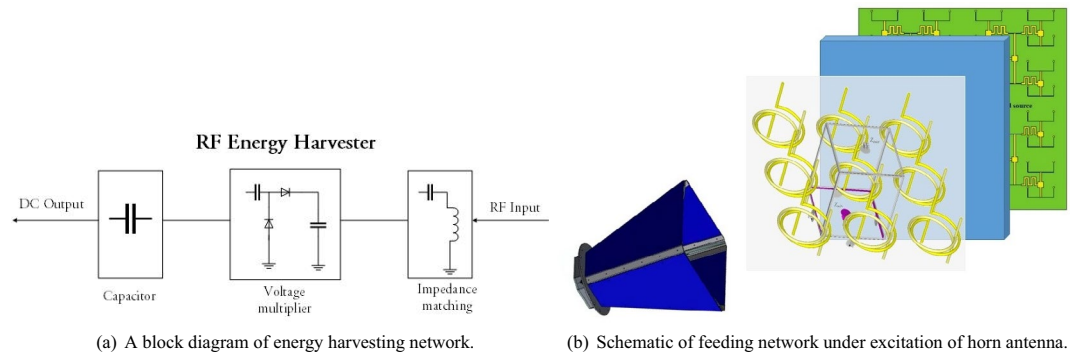 RF Energy Harvester
DC Output
RF Input
Capacitor
Voltage
multiplier
Impedance
matching
(a) A block diagram of energy harvesting network.
source
(b) Schematic of feeding network under excitation of horn antenna.